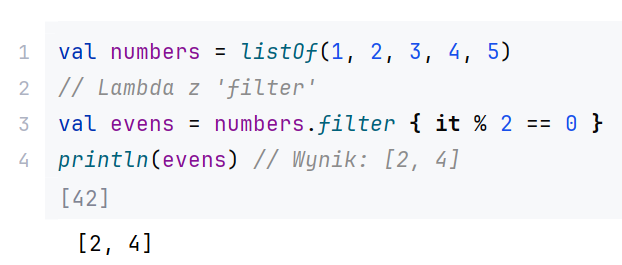 1 val numbers = listOf(1, 2, 3, 4, 5)
2 // Lambda z 'filter'
3 val evens = numbers.filter { it % 2 == 0 }
4 println(evens) // Wynik: [2, 4]
[42]
[2, 4]